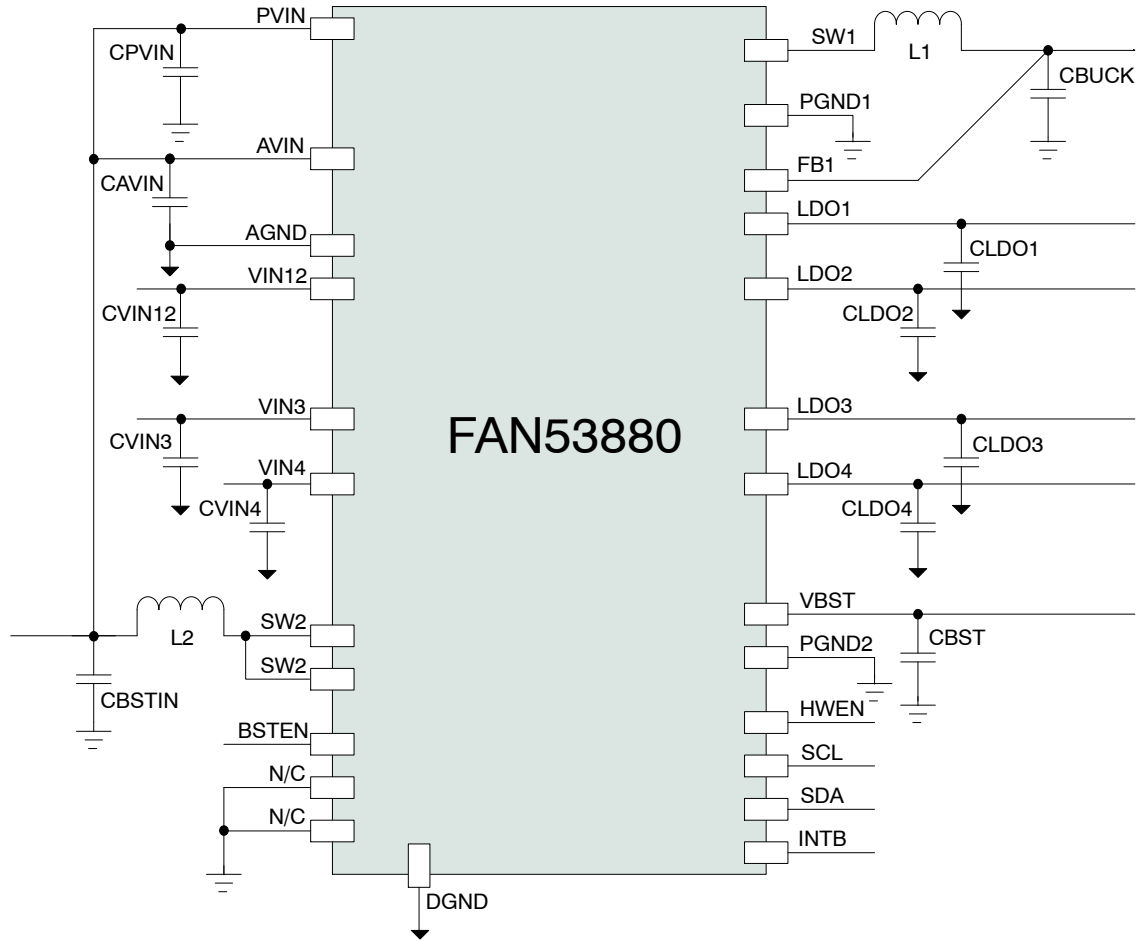 PVIN
CPVIN
AVIN
CAVIN
AGND
VIN12
CVIN12
VIN3
CVIN3
VIN4
CVIN4
SW2
L2
SW2
CBSTIN
BSTEN
N/C
N/C
DGND
FAN53880
SW1
L1
CBUCK
PGND1
FB1
LDO1
CLDO1
LDO2
CLDO2
LDO3
CLDO3
LDO4
CLDO4
VBST
CBST
PGND2
HWEN
SCL
SDA
INTB